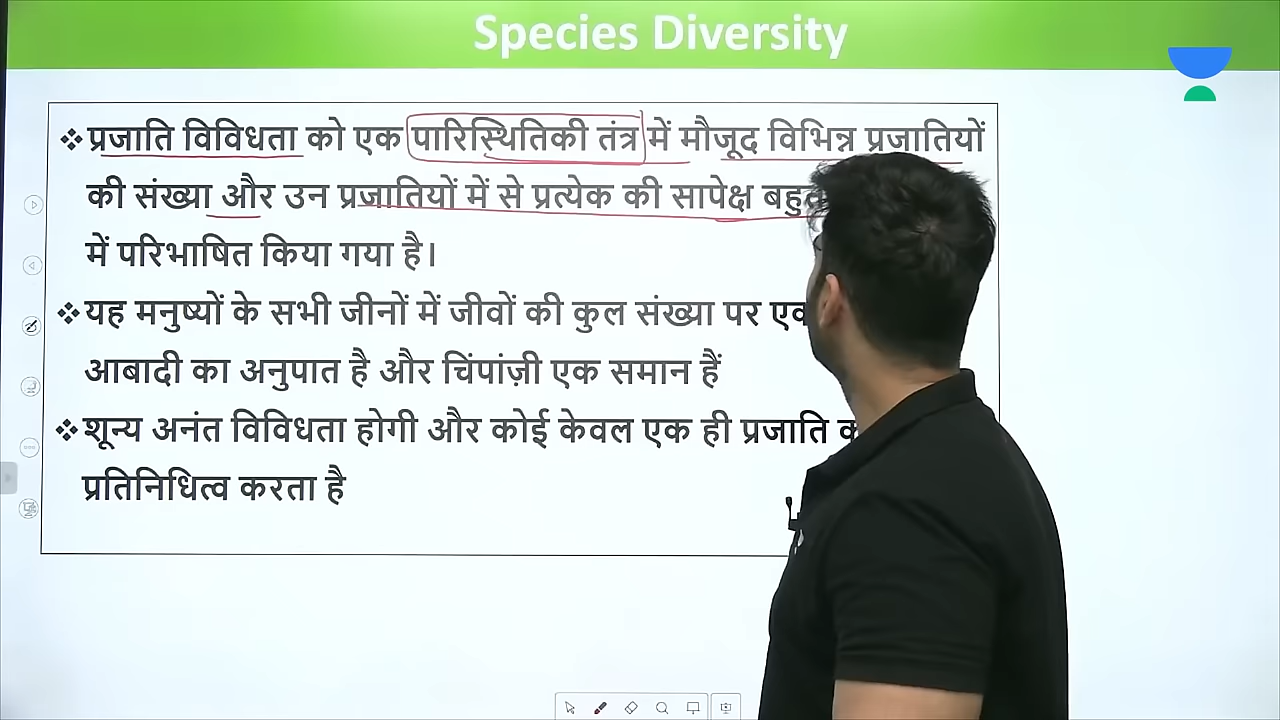 Species Diversity
❖प्रजाति विविधता को एक पारिस्थितिकी तंत्र में मौजूद विभिन्न प्रजातियों
की संख्या और उन प्रजातियों में से प्रत्येक की सापेक्ष
में परिभाषित किया गया है।
❖यह मनुष्यों के सभी जीनों में जीवों की कुल संख्या पर
आबादी का अनुपात है और चिंपांज़ी एक समान हैं
❖शून्य अनंत विविधता होगी और कोई केवल एक ही प्रजाति
प्रतिनिधित्व करता है